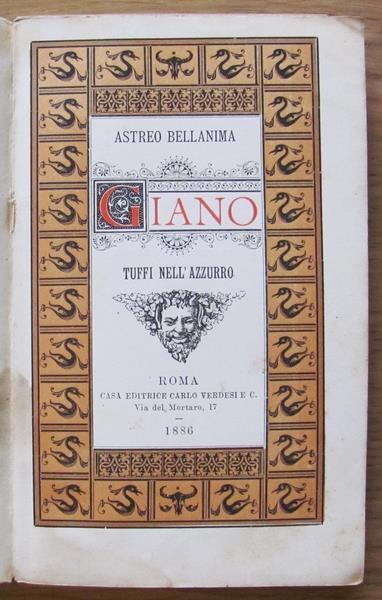 ASTREO BELLANIMA
GIANO
TUFFI NELL'AZZURRO
ROMA
CASA EDITRICE CARLO VERDESI E C.
Via del Mortaro, 17
1886